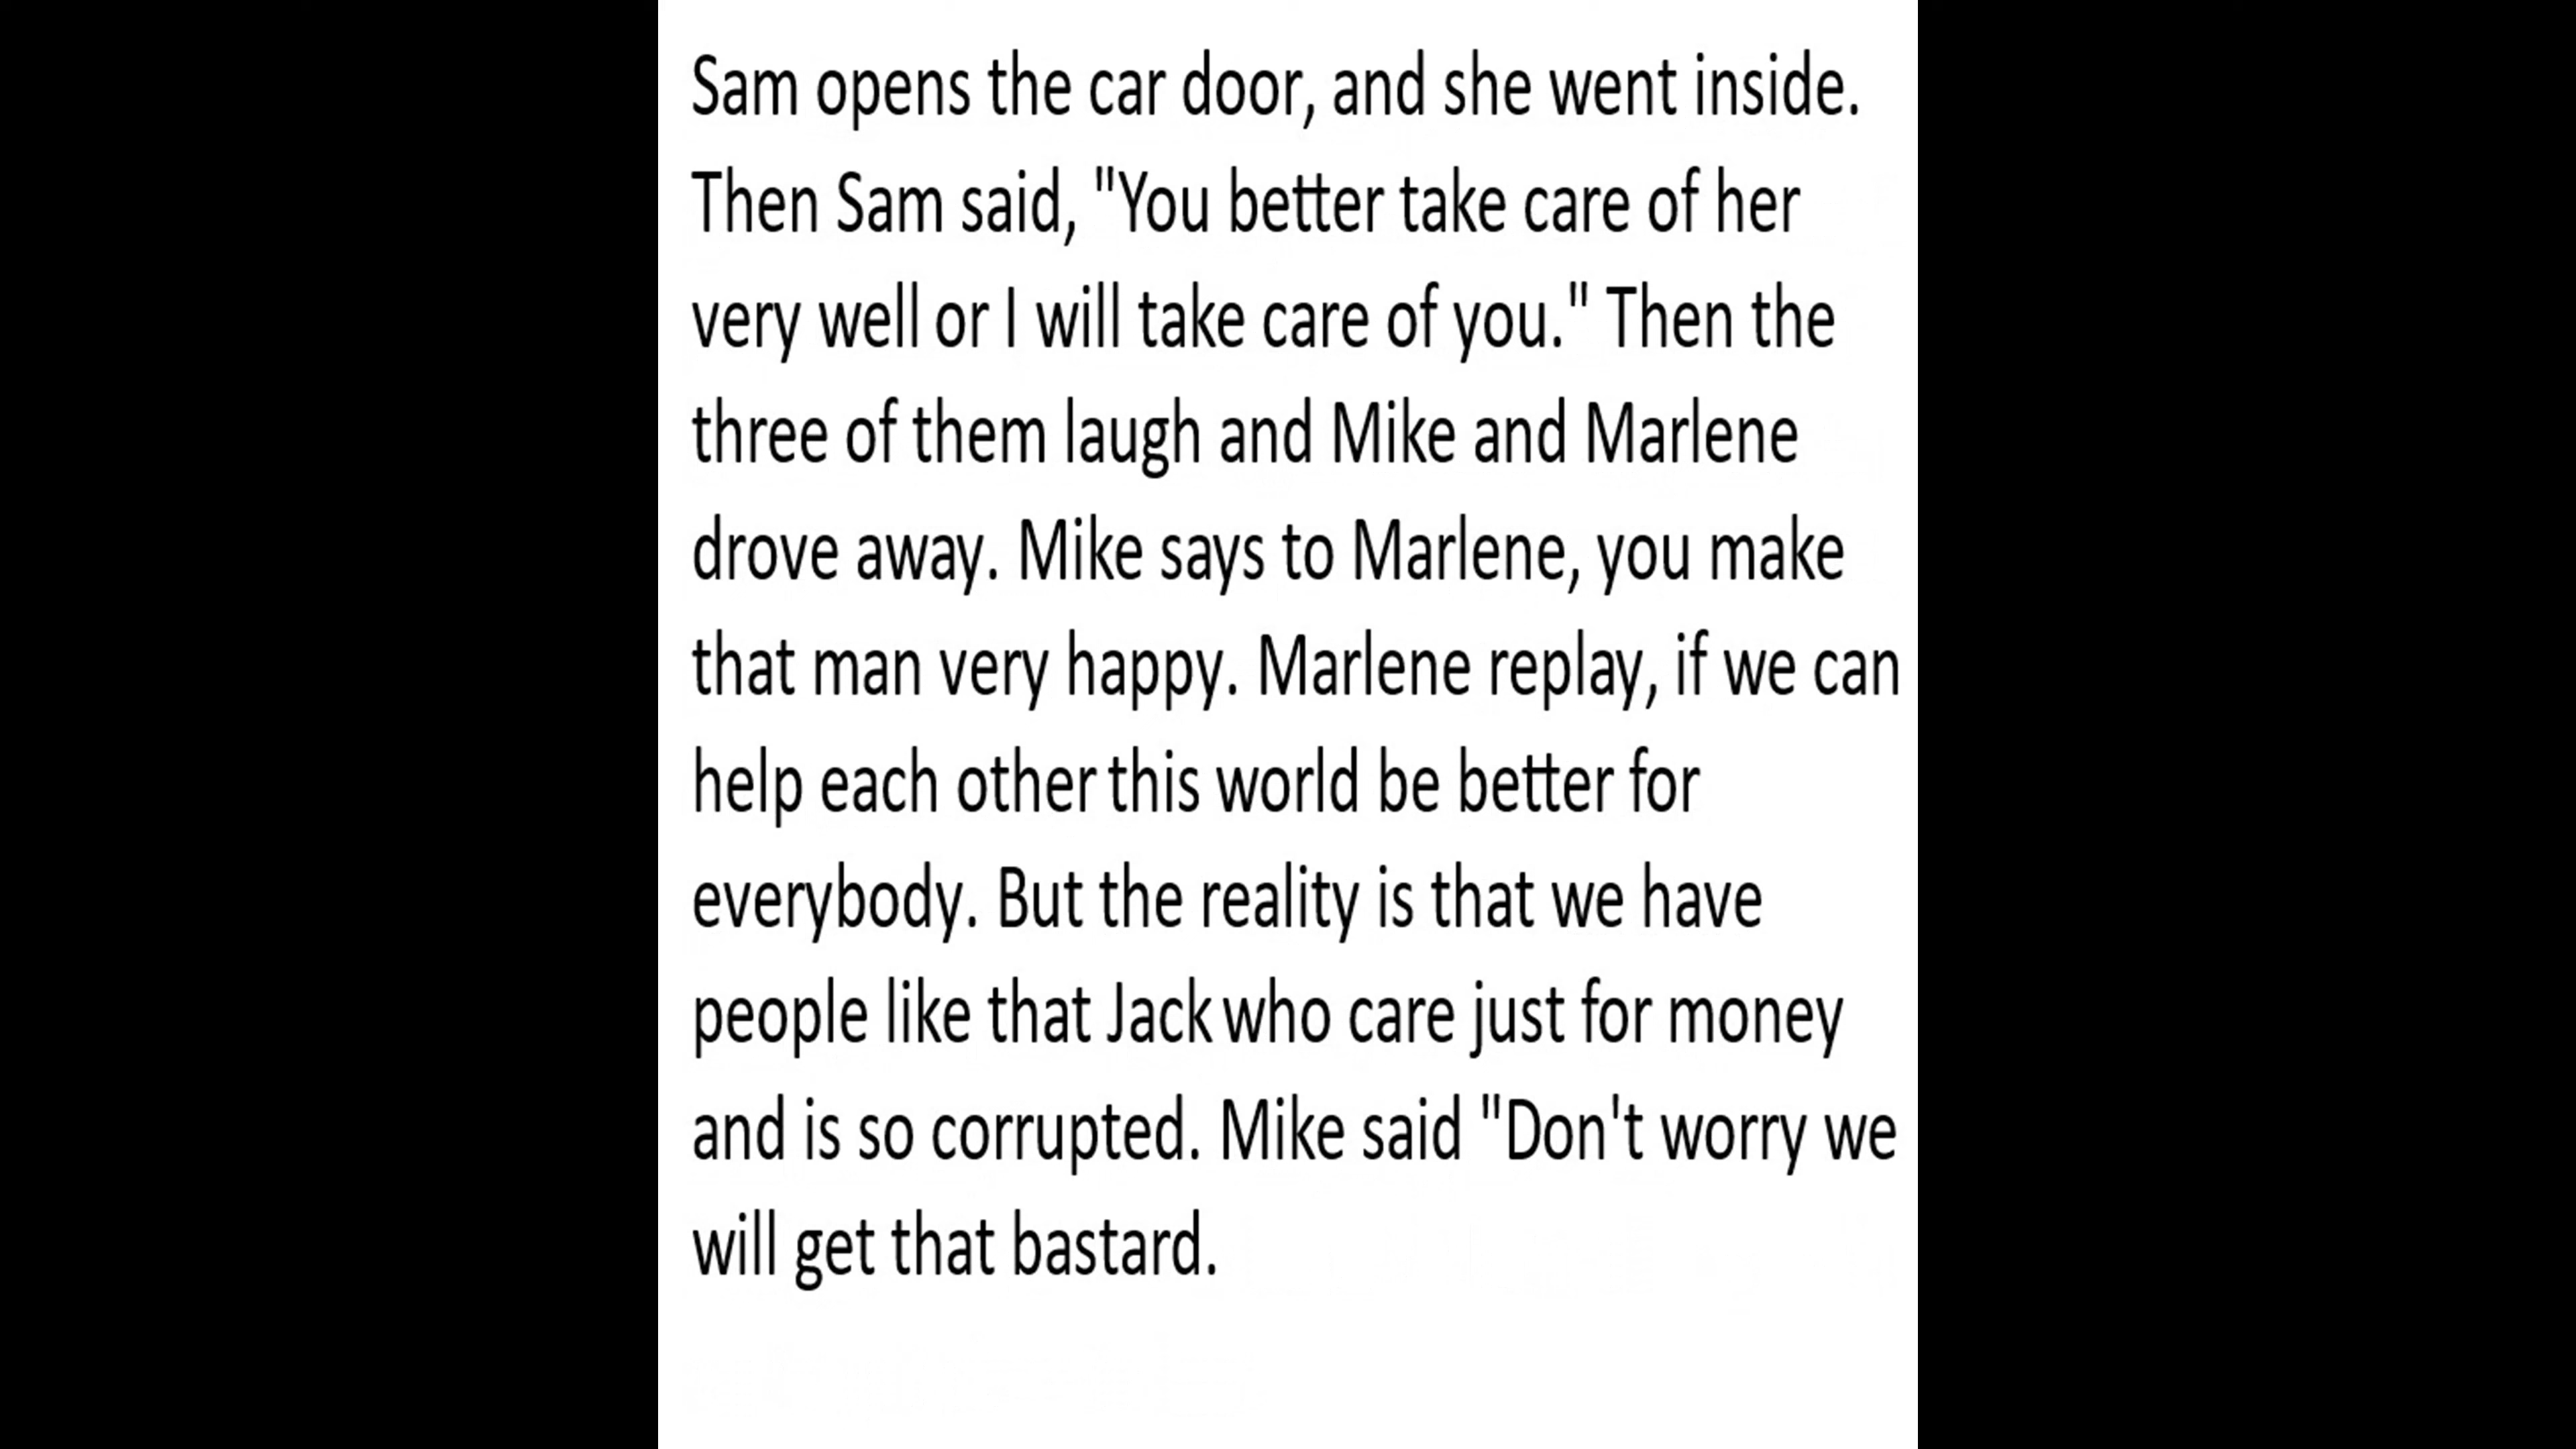 Sam opens the car door, and she went inside.
Then Sam said, "You better take care of her
very well or I will take care of you." Then the
three of them laugh and Mike and Marlene
drove away. Mike says to Marlene, you make
that man very happy. Marlene replay, if we can
help each other this world be better for
everybody. But the reality is that we have
people like that Jack who care just for money
and is so corrupted. Mike said "Don't worry we
will get that bastard.